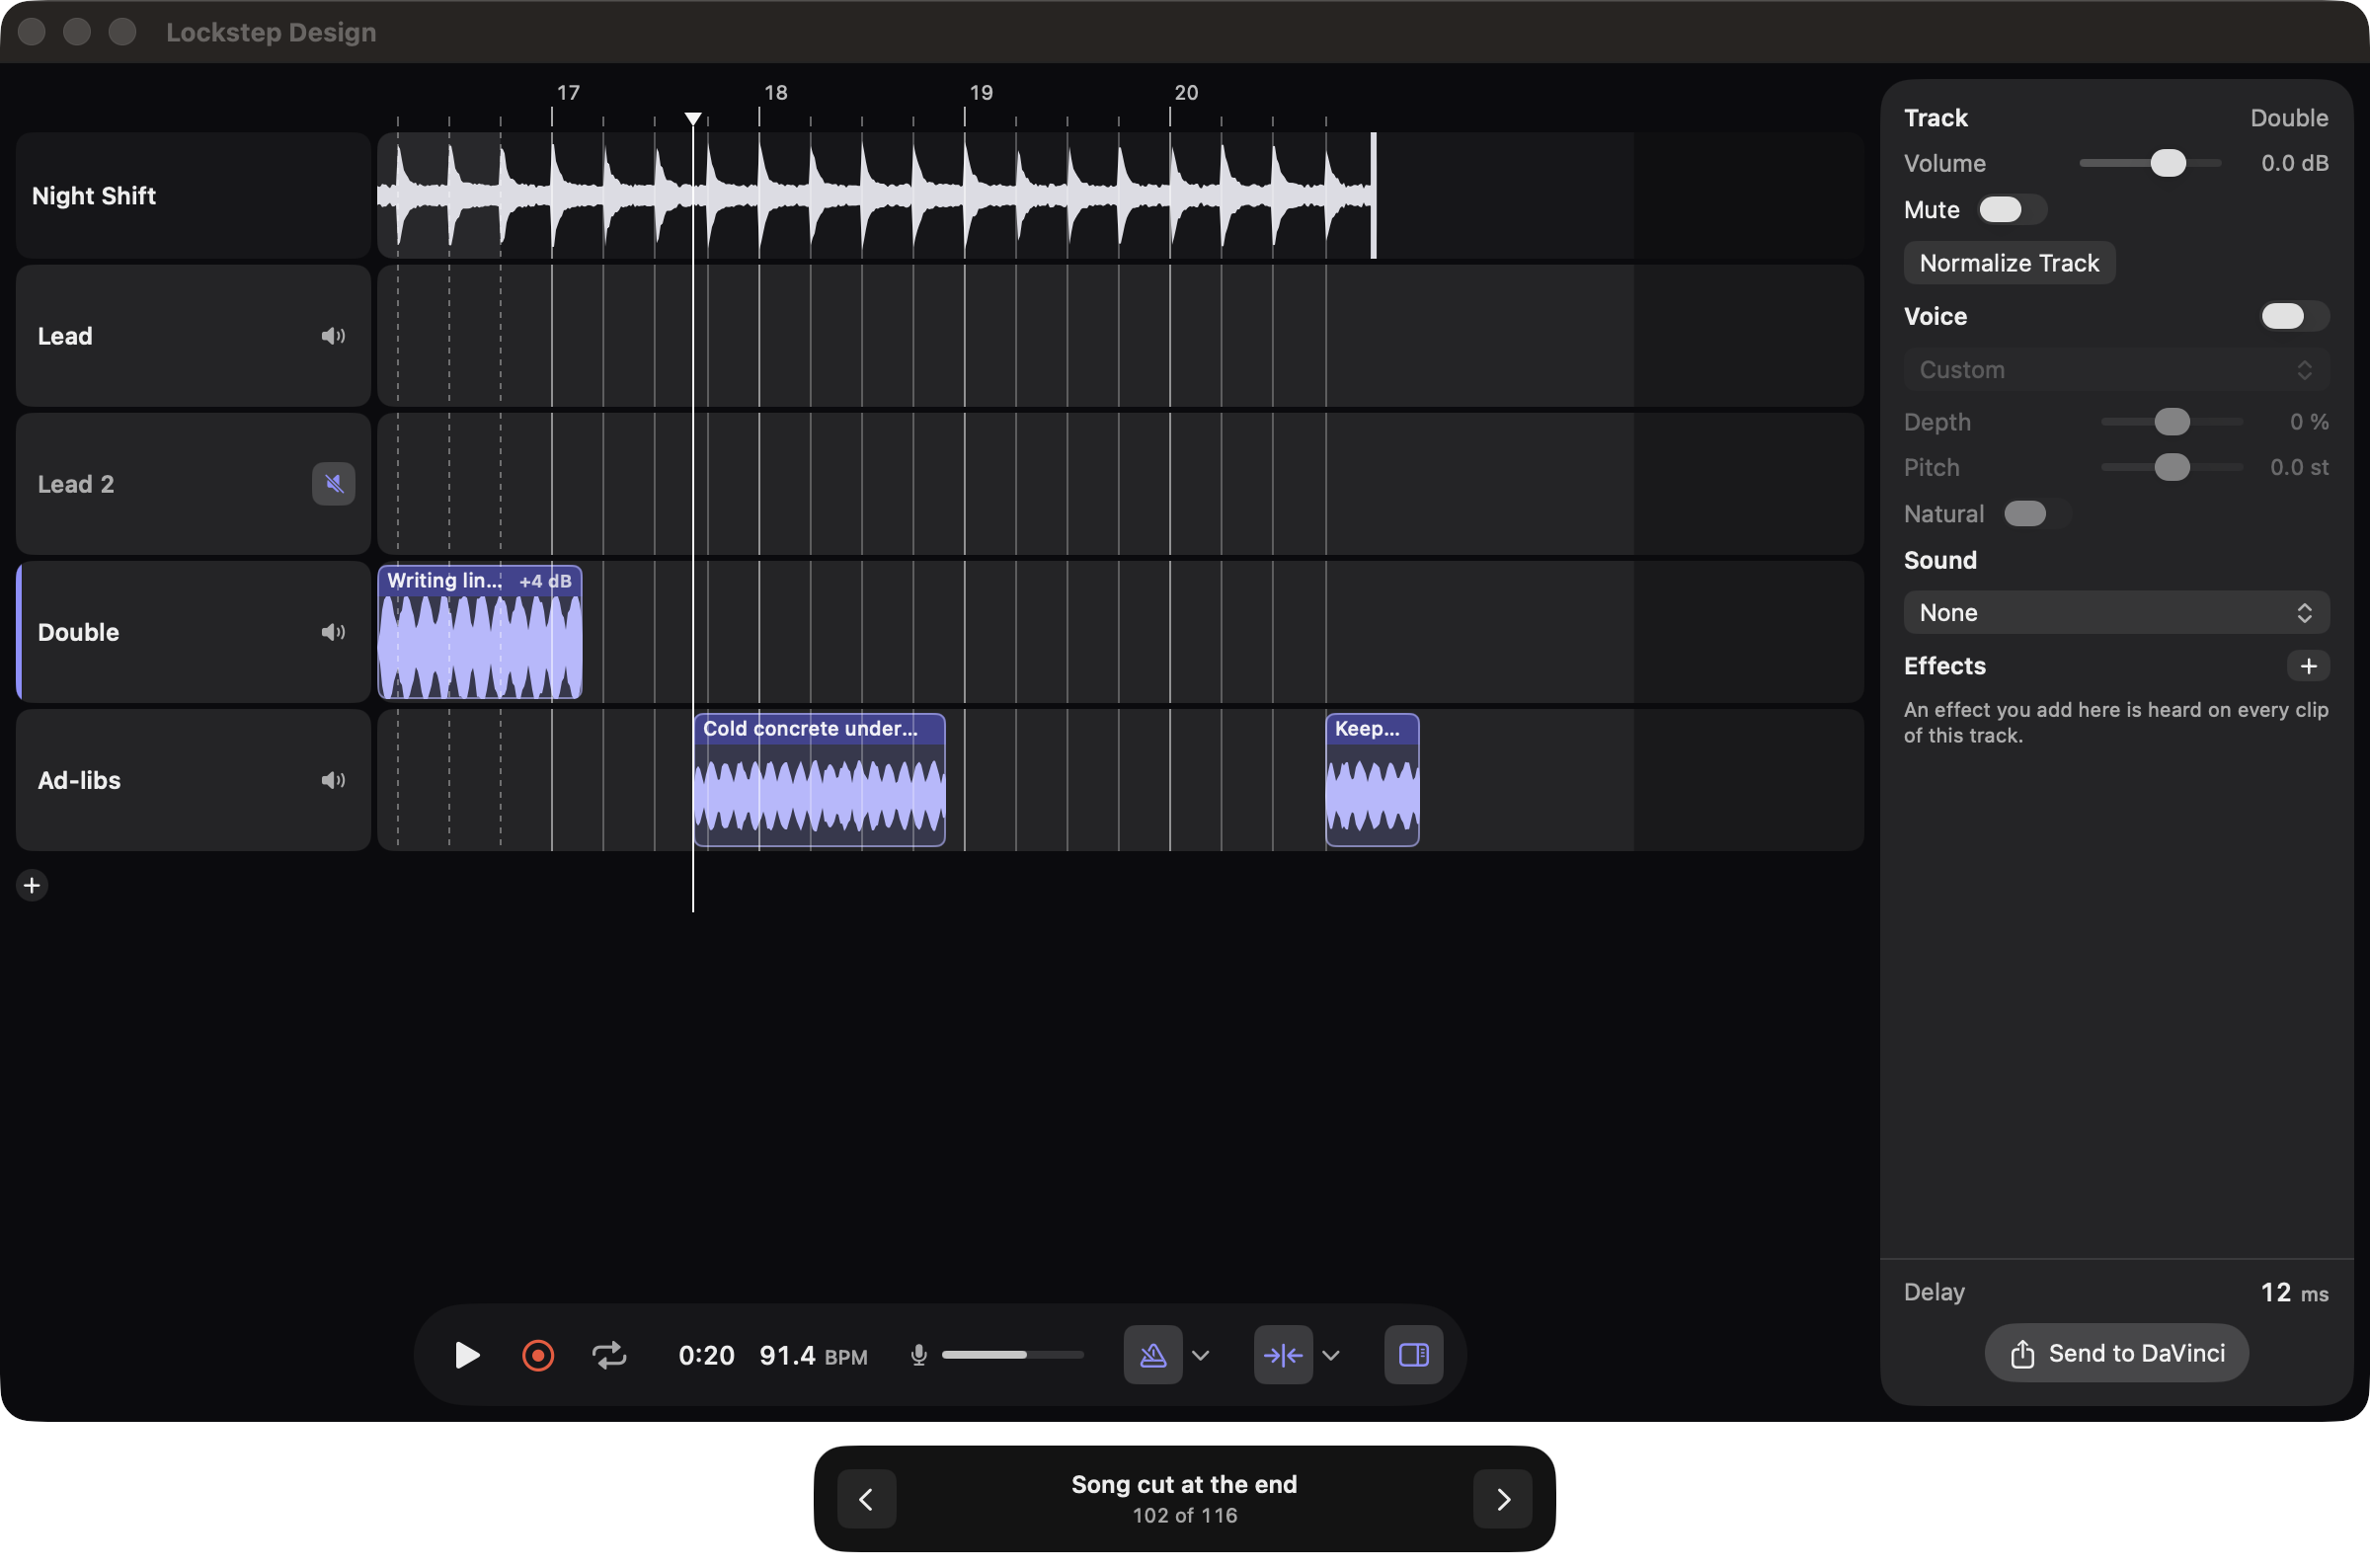 Lockstep Design
17 18 19 20
Night Shift
Lead
Lead 2
Double
Writing lin... +4 dB
Ad-libs
Cold concrete under...
Keep...
Track Double
Volume 0.0 dB
Mute
Normalize Track
Voice
Custom
Depth 0 %
Pitch 0.0 st
Natural
Sound
None
Effects
An effect you add here is heard on every clip
of this track.
Delay 12 ms
Send to DaVinci
0:20 91.4 BPM
Song cut at the end
102 of 116